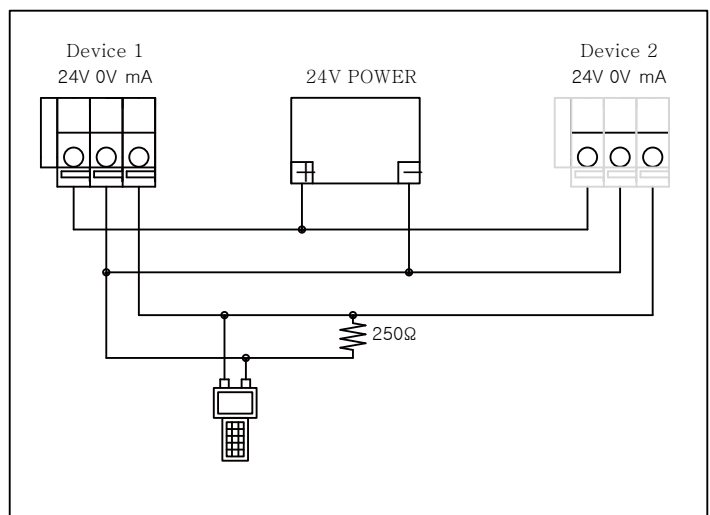 Device 1
24V 0V mA
24V POWER
Device 2
24V 0V mA
250Ω